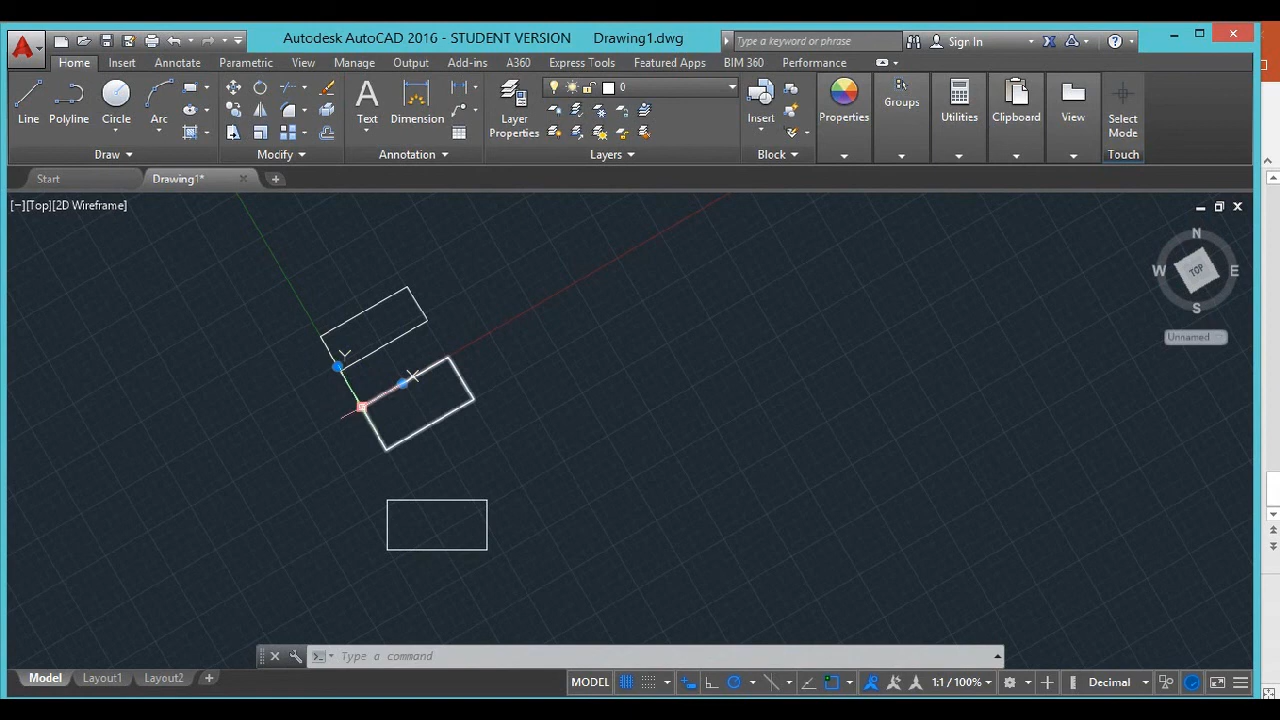 Autodesk AutoCAD 2016 - STUDENT VERSION Drawing1.dwg
Type a keyword or phrase
Sign In
Home Insert Annotate Parametric View Manage Output Add-ins A360 Express Tools Featured Apps BIM 360 Performance
Line Polyline Circle Arc
Text Dimension
Layer
Properties
0
Insert
Properties Groups Utilities Clipboard View
Select
Mode
Draw Modify Annotation Layers Block Touch
Start Drawing1*
[−][Top][2D Wireframe]
N
W TOP E
S
Unnamed
Y
X
Type a command
Model Layout1 Layout2
MODEL 1:1 / 100% Decimal